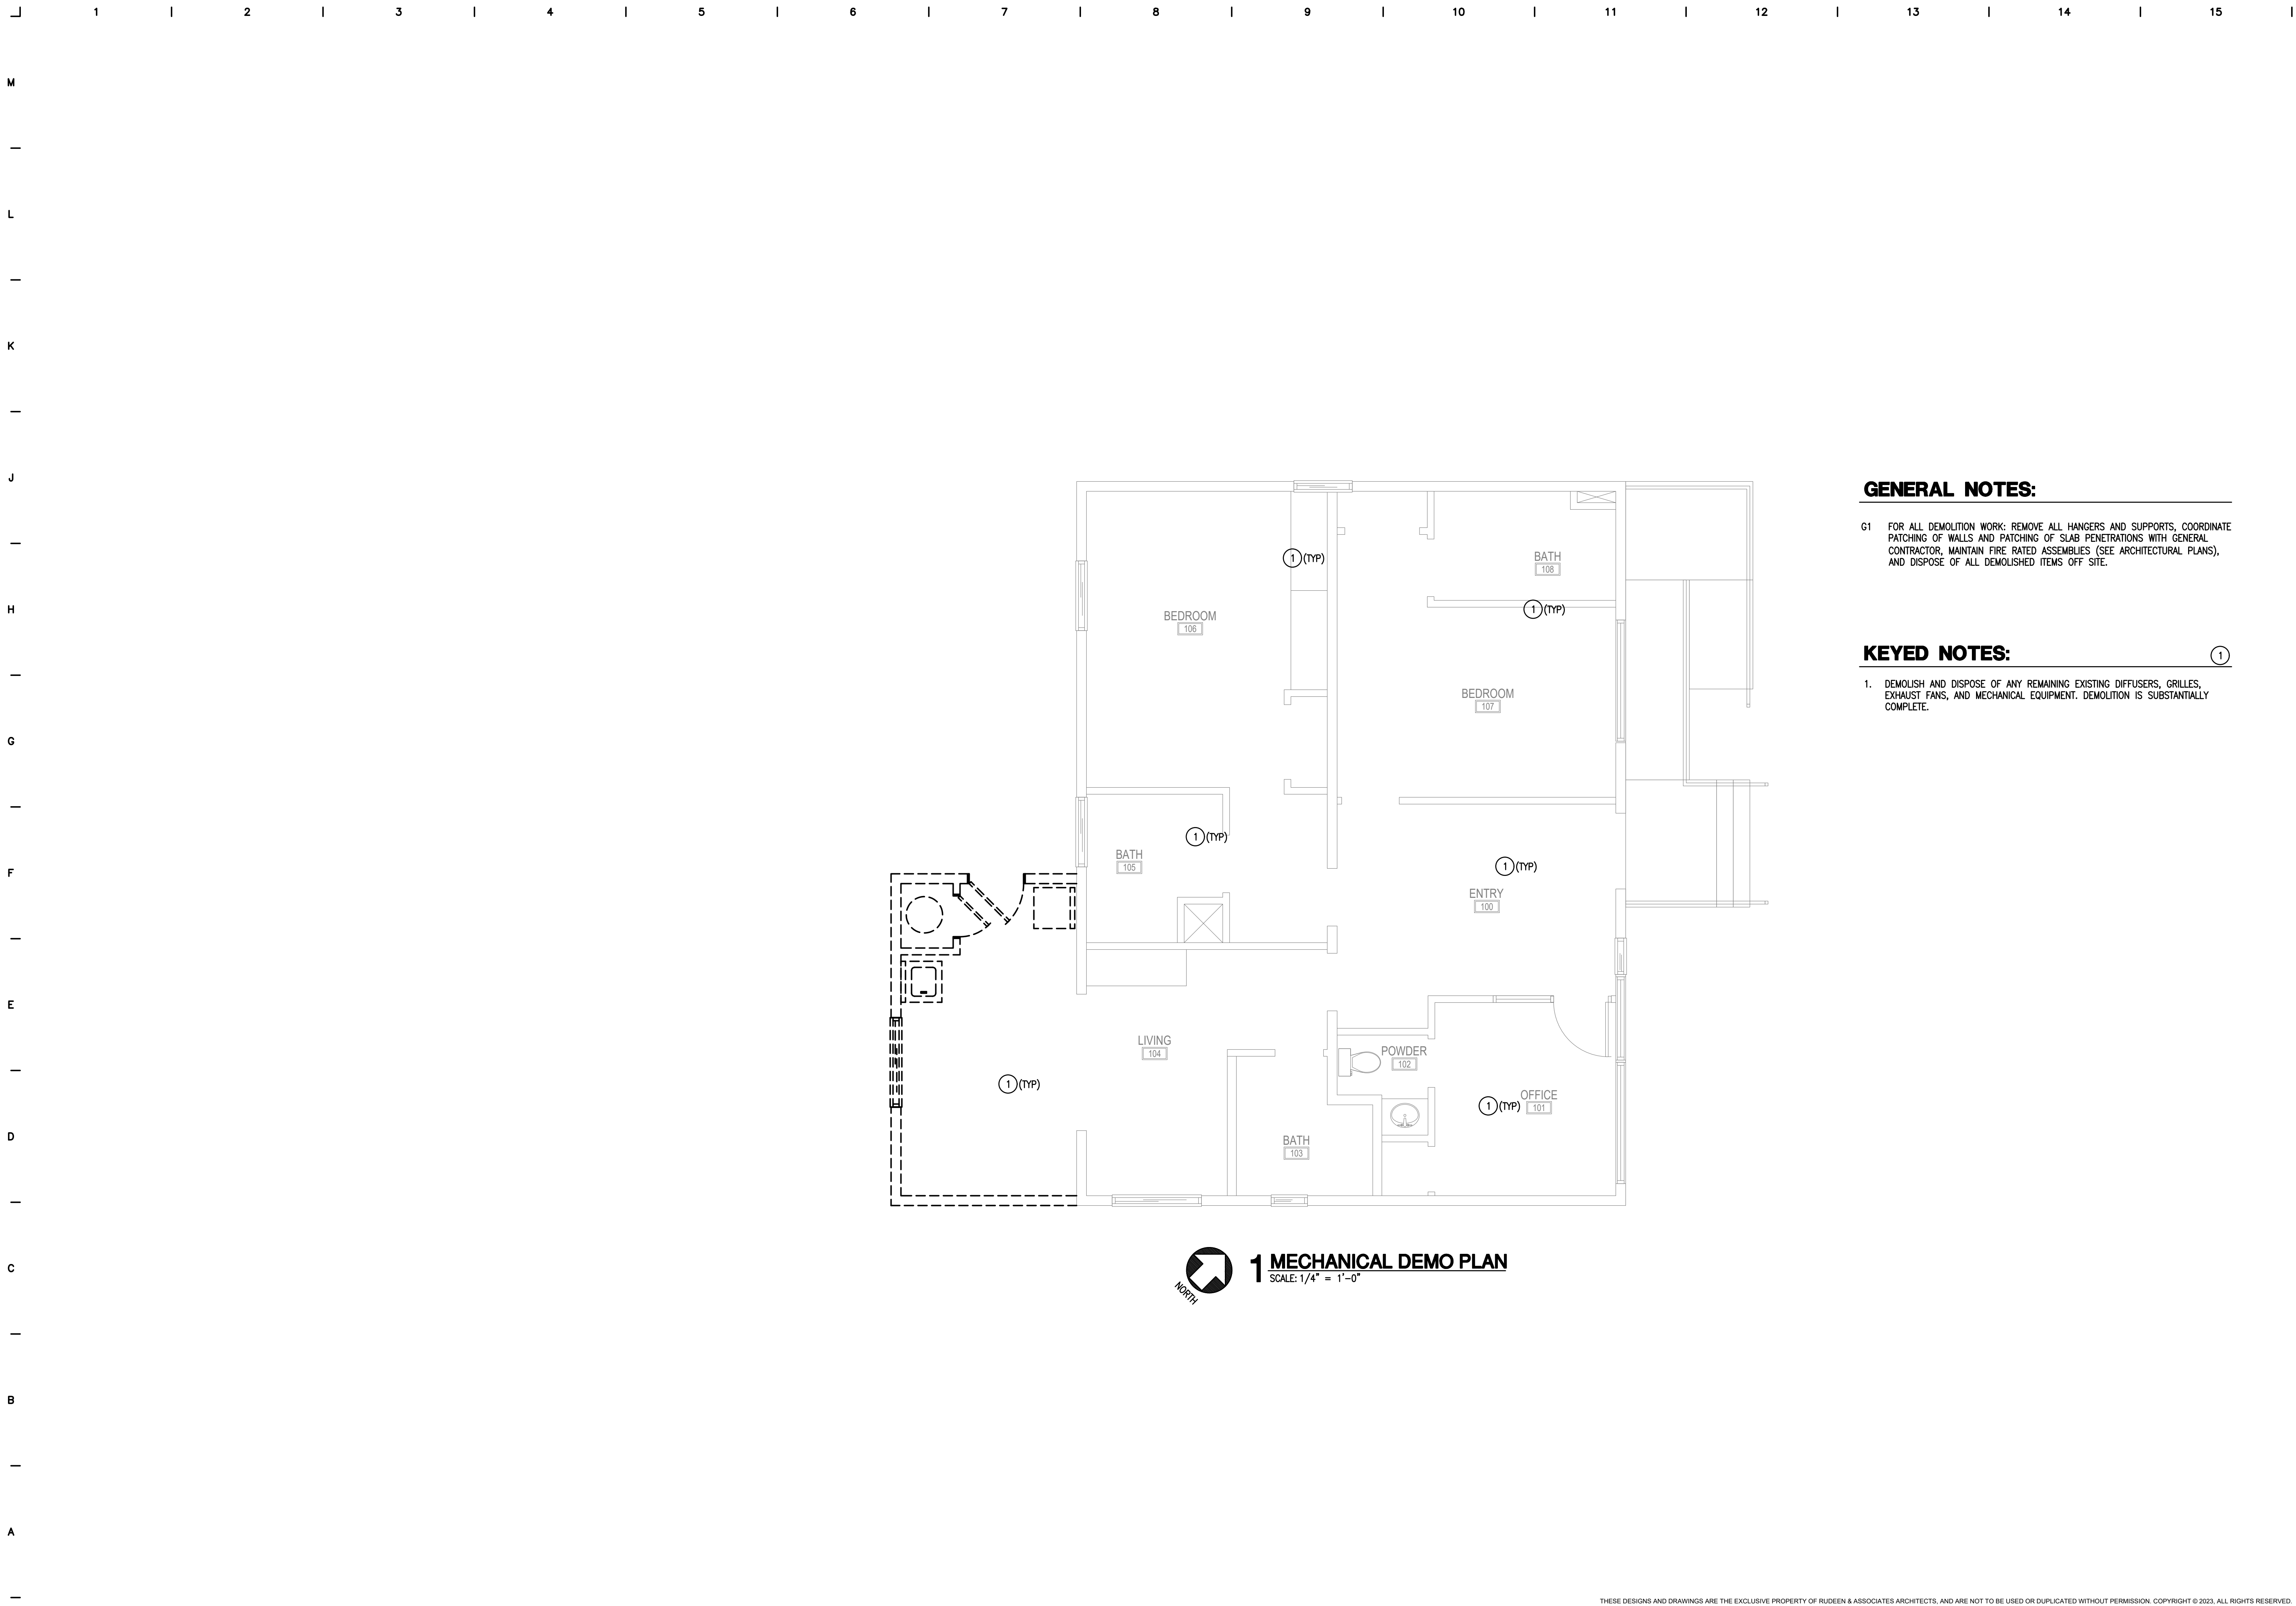 1 2 3 4 5 6 7 8 9 10 11 12 13 14 15
M
L
K
J
H
G
F
E
D
C
B
A
GENERAL NOTES:
G1 FOR ALL DEMOLITION WORK: REMOVE ALL HANGERS AND SUPPORTS, COORDINATE
PATCHING OF WALLS AND PATCHING OF SLAB PENETRATIONS WITH GENERAL
CONTRACTOR, MAINTAIN FIRE RATED ASSEMBLIES (SEE ARCHITECTURAL PLANS),
AND DISPOSE OF ALL DEMOLISHED ITEMS OFF SITE.
KEYED NOTES: 1
1. DEMOLISH AND DISPOSE OF ANY REMAINING EXISTING DIFFUSERS, GRILLES,
EXHAUST FANS, AND MECHANICAL EQUIPMENT. DEMOLITION IS SUBSTANTIALLY
COMPLETE.
1 (TYP)
BATH
108
1 (TYP)
BEDROOM
106
BEDROOM
107
1 (TYP)
BATH
105
1 (TYP)
ENTRY
100
LIVING
104
POWDER
102
1 (TYP)
OFFICE
101
1 (TYP)
BATH
103
NORTH
1 MECHANICAL DEMO PLAN
SCALE: 1/4" = 1'-0"
THESE DESIGNS AND DRAWINGS ARE THE EXCLUSIVE PROPERTY OF RUDEEN & ASSOCIATES ARCHITECTS, AND ARE NOT TO BE USED OR DUPLICATED WITHOUT PERMISSION. COPYRIGHT © 2023, ALL RIGHTS RESERVED.